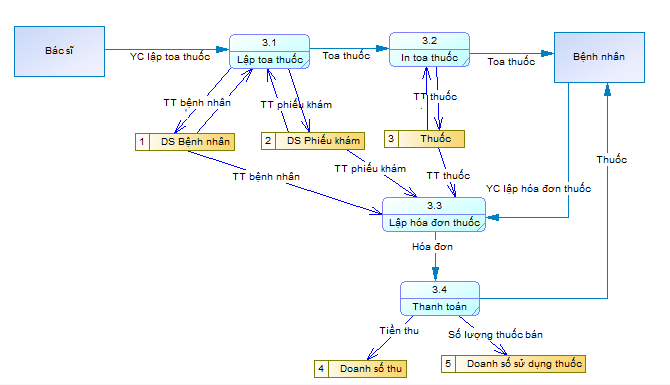 Bác sĩ
YC lập toa thuốc
3.1
Lập toa thuốc
Toa thuốc
3.2
In toa thuốc
Toa thuốc
Bệnh nhân
TT bệnh nhân
TT phiếu khám
TT thuốc
1 DS Bệnh nhân
2 DS Phiếu khám
3 Thuốc
Thuốc
TT bệnh nhân
TT phiếu khám
TT thuốc
YC lập hóa đơn thuốc
3.3
Lập hóa đơn thuốc
Hóa đơn
3.4
Thanh toán
Tiền thu
Số lượng thuốc bán
4 Doanh số thu
5 Doanh số sử dụng thuốc